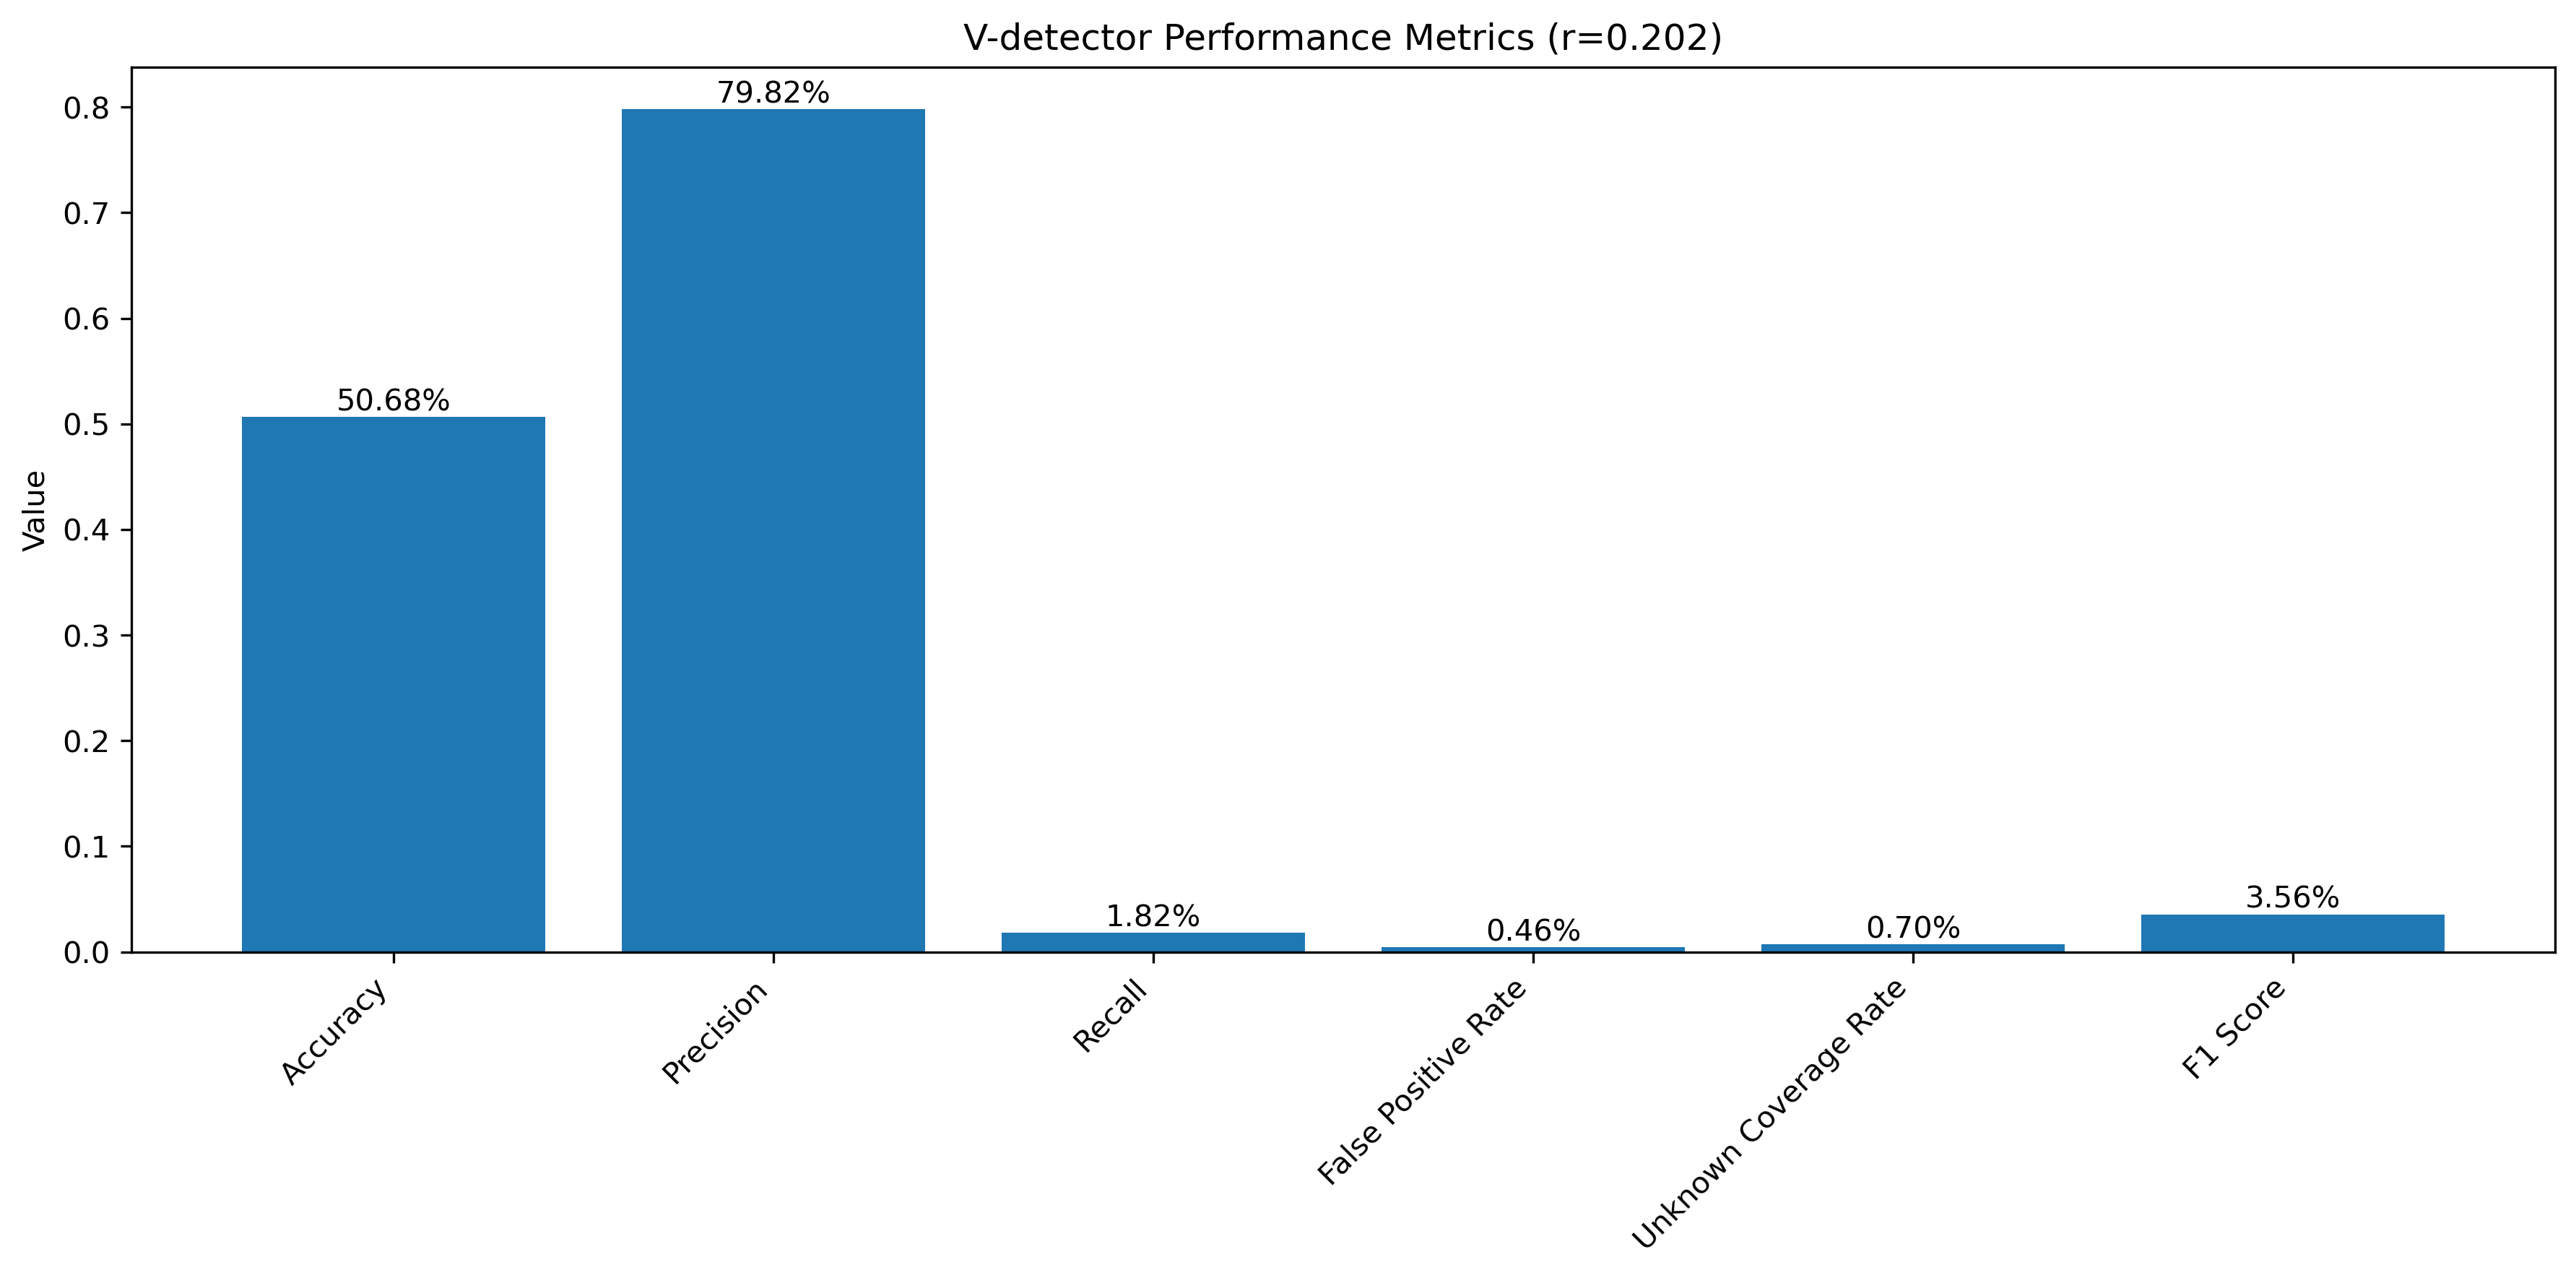 V-detector Performance Metrics (r=0.202)
Value
0.8
0.7
0.6
0.5
0.4
0.3
0.2
0.1
0.0
50.68%
79.82%
1.82%
0.46%
0.70%
3.56%
Accuracy
Precision
Recall
False Positive Rate
Unknown Coverage Rate
F1 Score